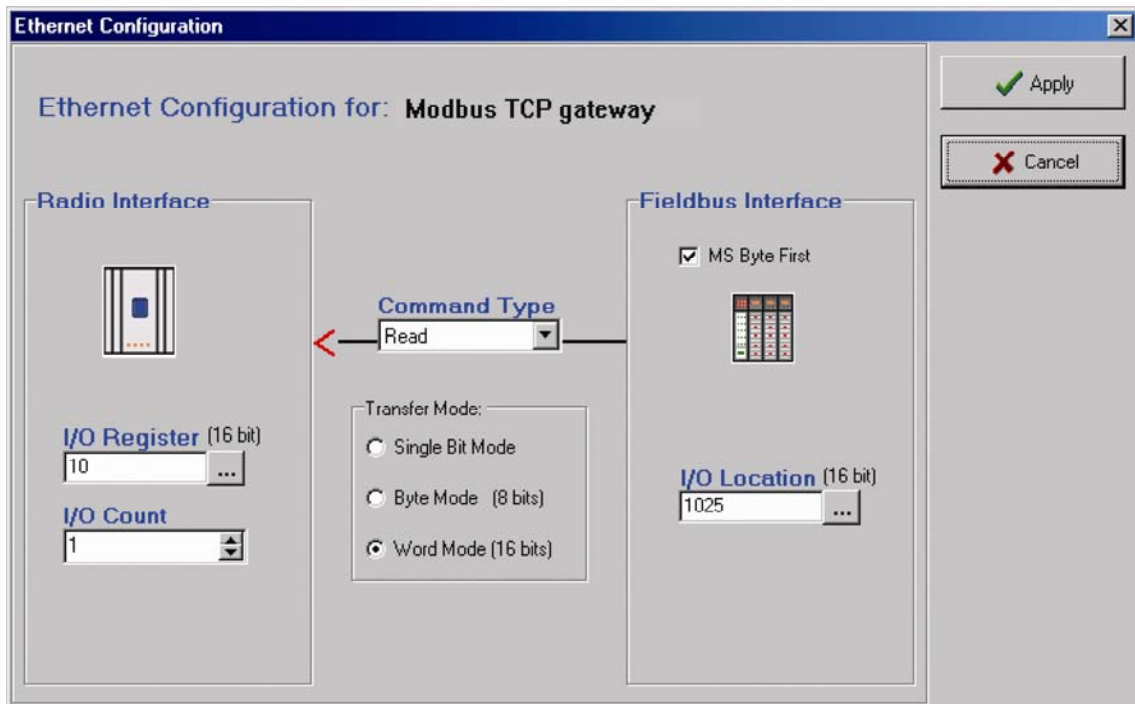 Ethernet Configuration
Ethernet Configuration for: Modbus TCP gateway
Apply
Cancel
Radio Interface
I/O Register (16 bit)
10
...
I/O Count
1
Command Type
Read
Transfer Mode:
Single Bit Mode
Byte Mode (8 bits)
Word Mode (16 bits)
Fieldbus Interface
MS Byte First
I/O Location (16 bit)
1025
...